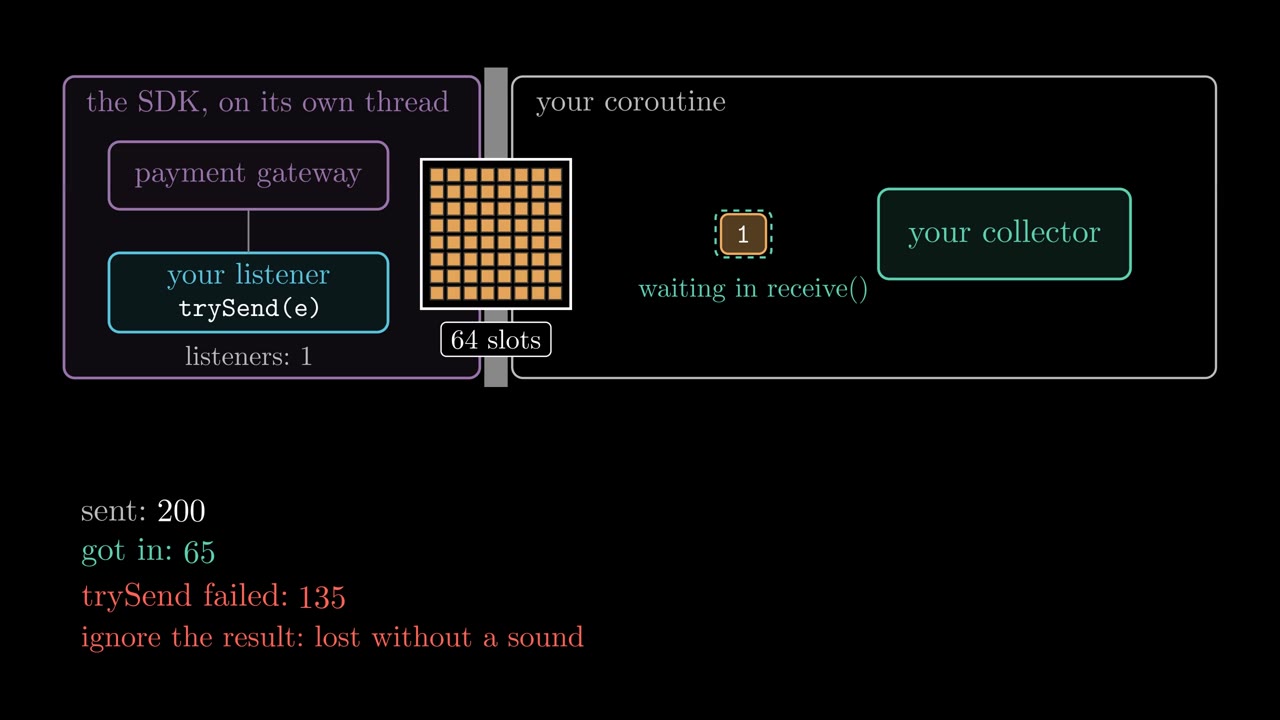 the SDK, on its own thread
payment gateway
your listener
trySend(e)
listeners: 1
64 slots
your coroutine
1
waiting in receive()
your collector
sent: 200
got in: 65
trySend failed: 135
ignore the result: lost without a sound